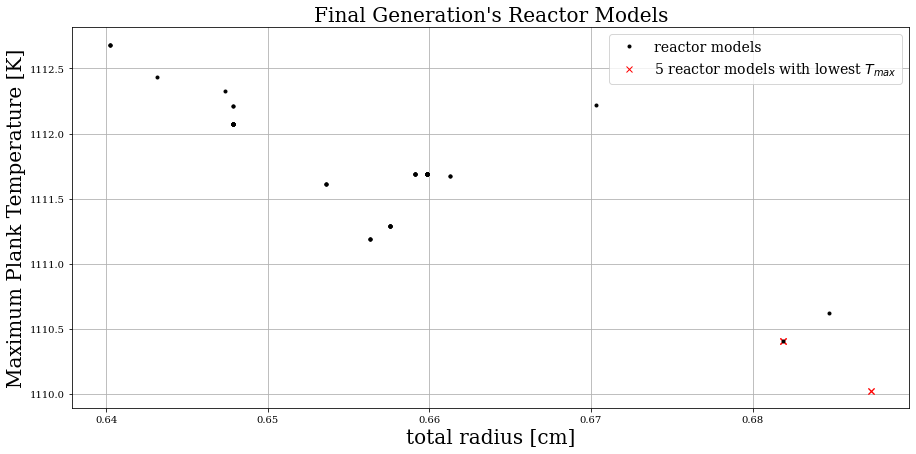 Final Generation's Reactor Models
reactor models
5 reactor models with lowest T_max
Maximum Plank Temperature [K]
1112.5
1112.0
1111.5
1111.0
1110.5
1110.0
0.64 0.65 0.66 0.67 0.68
total radius [cm]